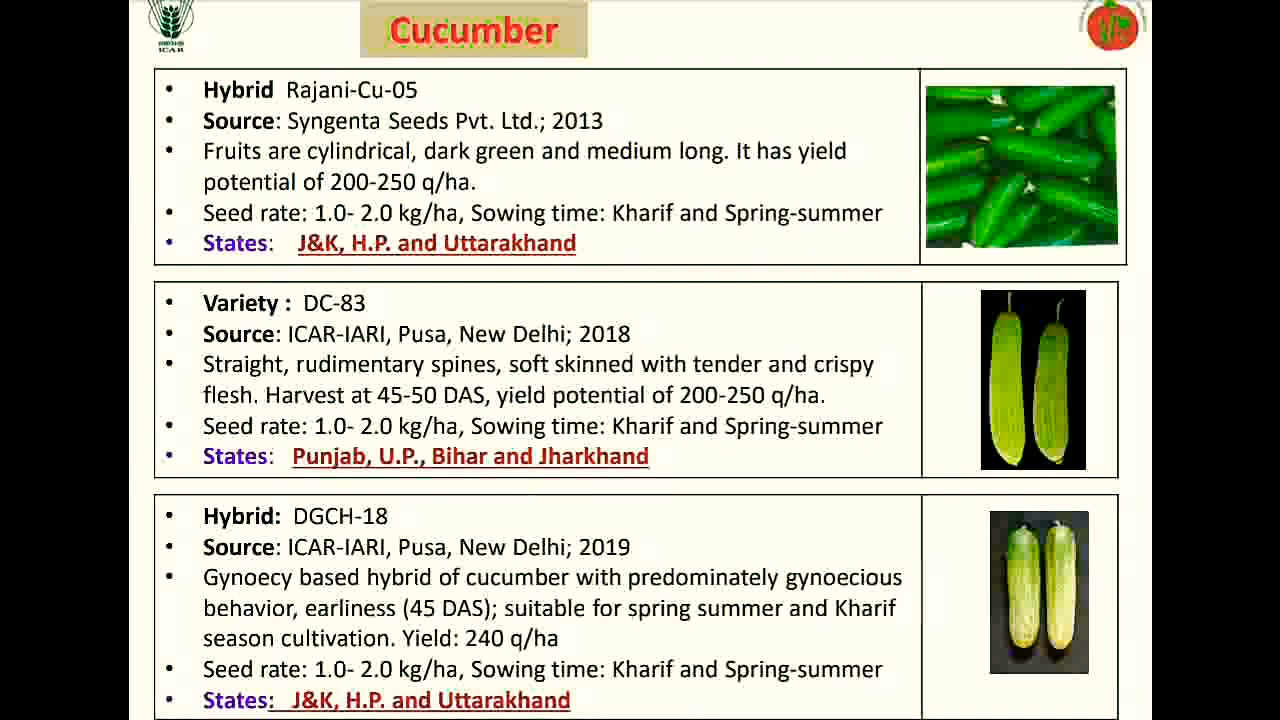 ICAR
Cucumber
• Hybrid Rajani-Cu-05
• Source: Syngenta Seeds Pvt. Ltd.; 2013
• Fruits are cylindrical, dark green and medium long. It has yield
potential of 200-250 q/ha.
• Seed rate: 1.0- 2.0 kg/ha, Sowing time: Kharif and Spring-summer
• States: J&K, H.P. and Uttarakhand
• Variety : DC-83
• Source: ICAR-IARI, Pusa, New Delhi; 2018
• Straight, rudimentary spines, soft skinned with tender and crispy
flesh. Harvest at 45-50 DAS, yield potential of 200-250 q/ha.
• Seed rate: 1.0- 2.0 kg/ha, Sowing time: Kharif and Spring-summer
• States: Punjab, U.P., Bihar and Jharkhand
• Hybrid: DGCH-18
• Source: ICAR-IARI, Pusa, New Delhi; 2019
• Gynoecy based hybrid of cucumber with predominately gynoecious
behavior, earliness (45 DAS); suitable for spring summer and Kharif
season cultivation. Yield: 240 q/ha
• Seed rate: 1.0- 2.0 kg/ha, Sowing time: Kharif and Spring-summer
• States: J&K, H.P. and Uttarakhand